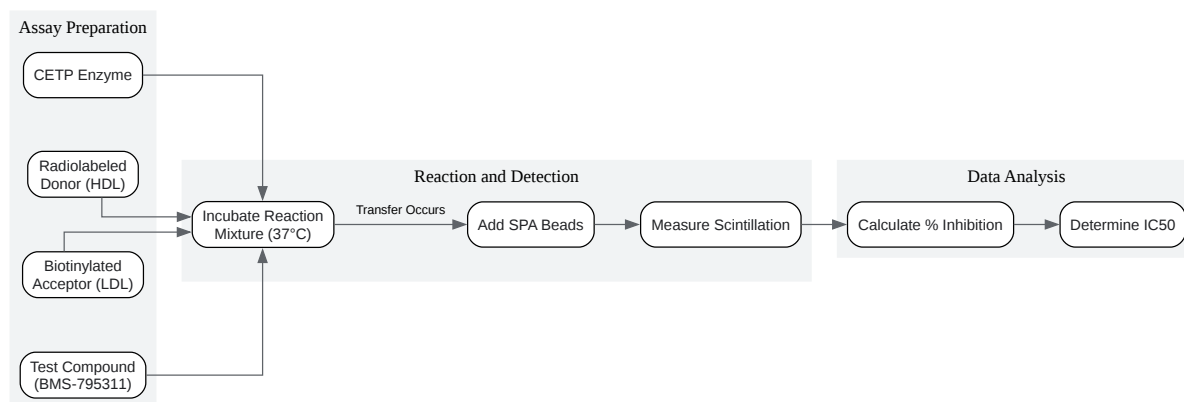 Assay Preparation
CETP Enzyme
Radiolabeled
Donor (HDL)
Biotinylated
Acceptor (LDL)
Test Compound
(BMS-795311)
Reaction and Detection
Incubate Reaction
Mixture (37°C)
Transfer Occurs
Add SPA Beads
Measure Scintillation
Data Analysis
Calculate % Inhibition
Determine IC50